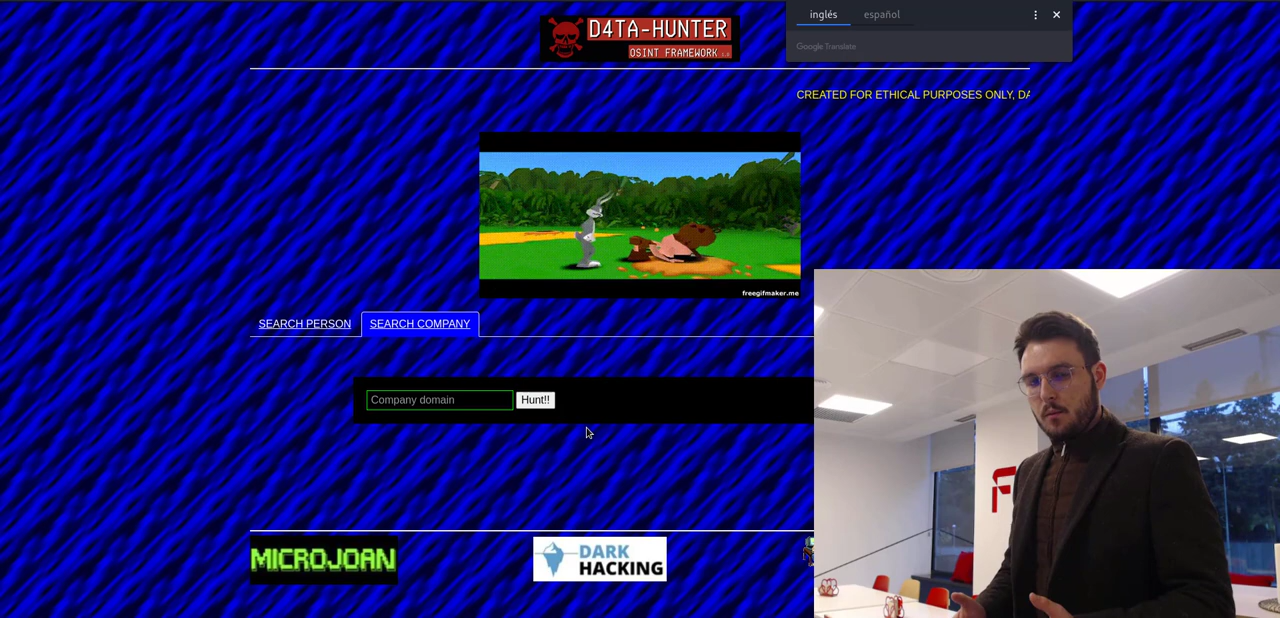 D4TA-HUNTER
OSINT FRAMEWORK
inglés español
Google Translate
CREATED FOR ETHICAL PURPOSES ONLY, DA
freegifmaker.me
SEARCH PERSON SEARCH COMPANY
Company domain Hunt!!
MICROJOAN
DARK
HACKING
F